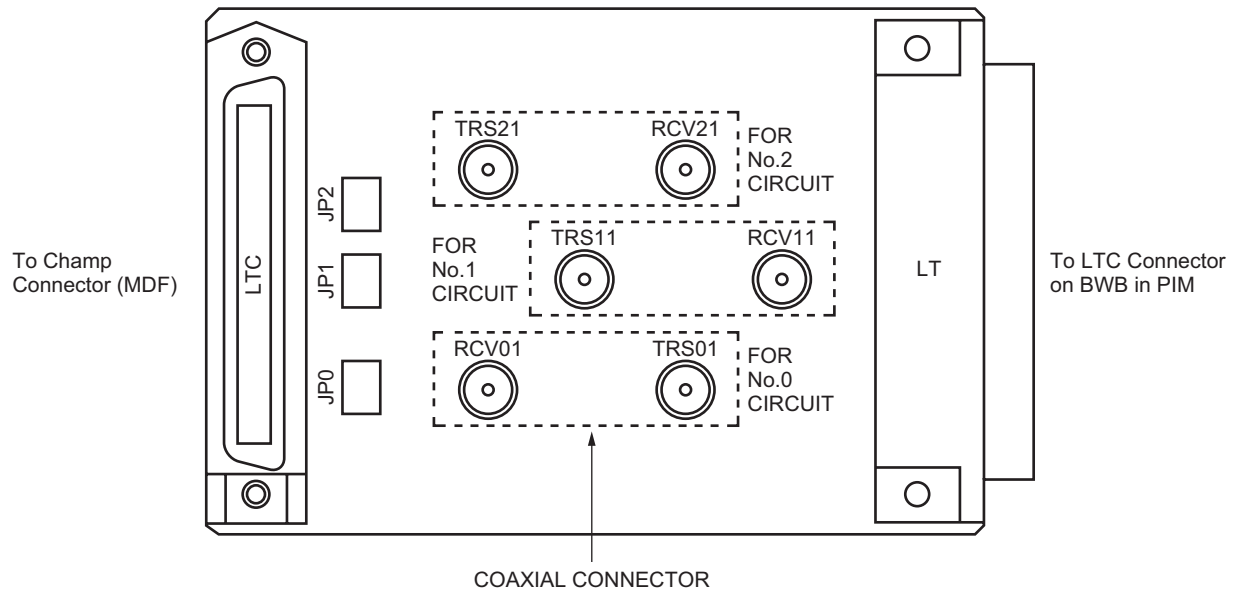 TRS21
RCV21
FOR
No.2
CIRCUIT
JP2
To Champ
Connector (MDF)
LTC
JP1
FOR
No.1
CIRCUIT
TRS11
RCV11
LT
To LTC Connector
on BWB in PIM
JP0
RCV01
TRS01
FOR
No.0
CIRCUIT
COAXIAL CONNECTOR